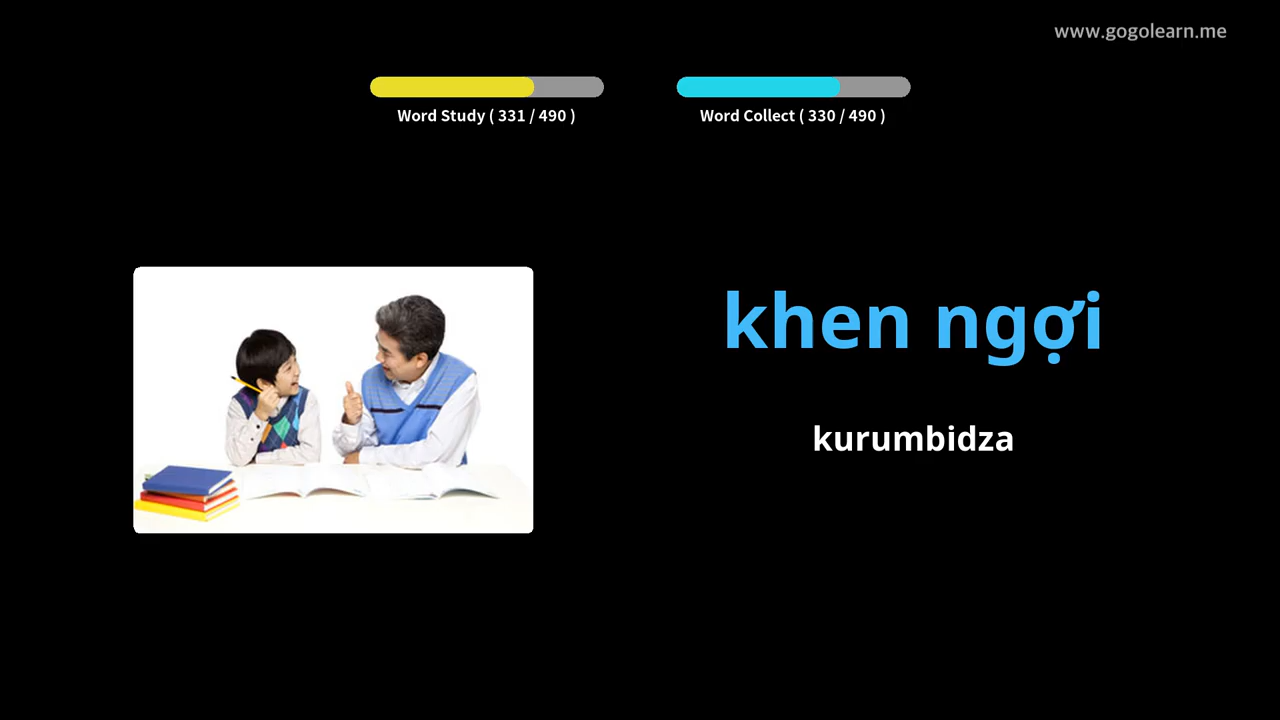 www.gogolearn.me
Word Study ( 331 / 490 )
Word Collect ( 330 / 490 )
khen ngợi
kurumbidza